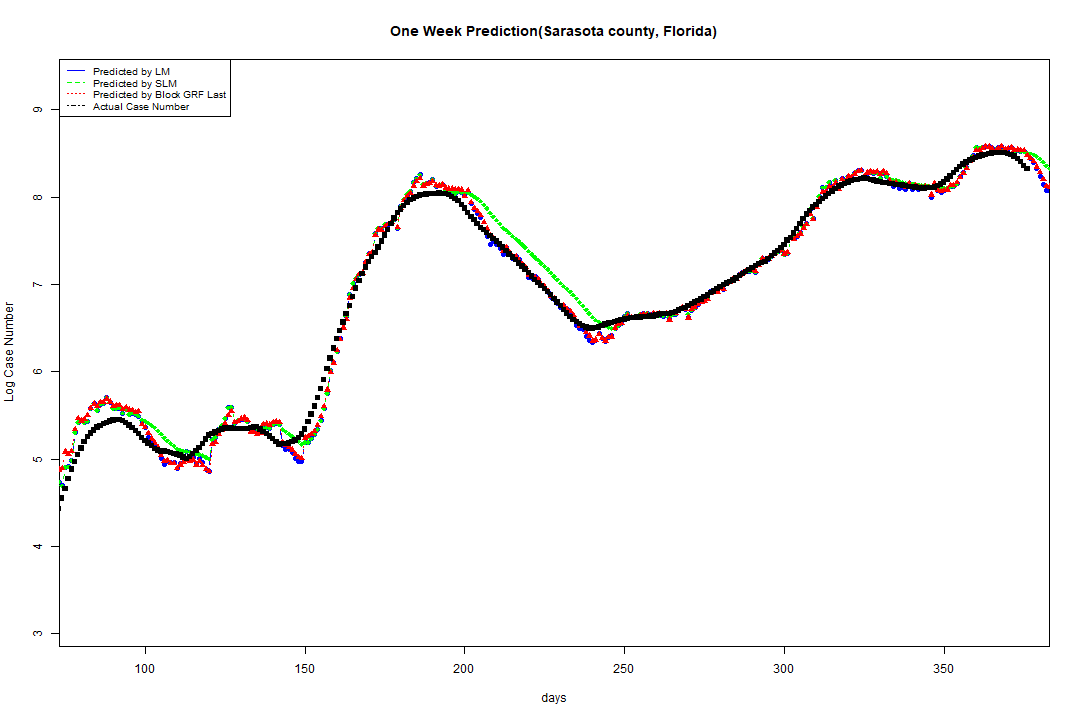 One Week Prediction(Sarasota county, Florida)
Predicted by LM
Predicted by SLM
Predicted by Block GRF Last
Actual Case Number
9
8
7
6
5
4
3
Log Case Number
100 150 200 250 300 350
days